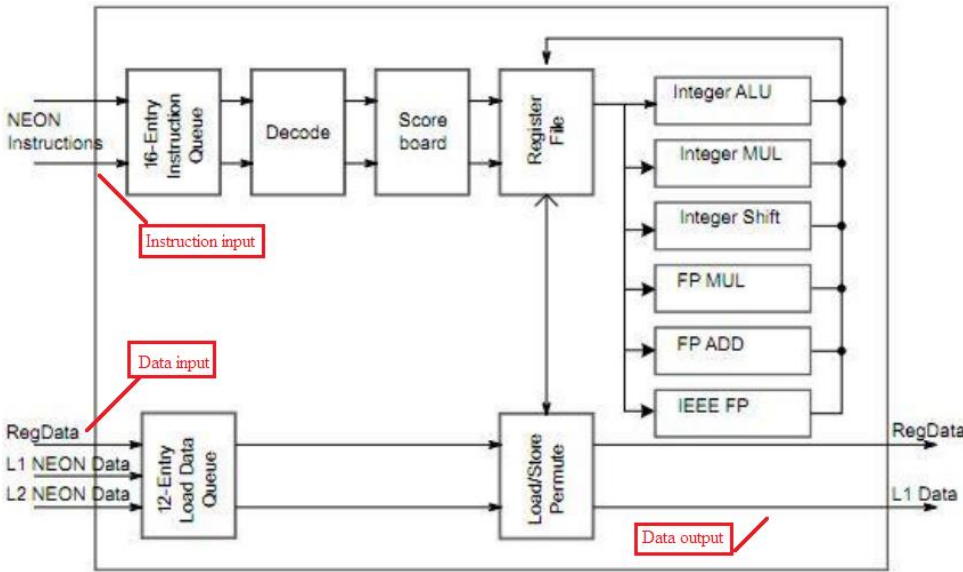 NEON
Instructions
16-Entry
Instruction
Queue
Decode
Score
board
Register
File
Integer ALU
Integer MUL
Integer Shift
FP MUL
FP ADD
IEEE FP
Instruction input
Data input
RegData
L1 NEON Data
L2 NEON Data
12-Entry
Load Data
Queue
Load/Store
Permute
RegData
L1 Data
Data output